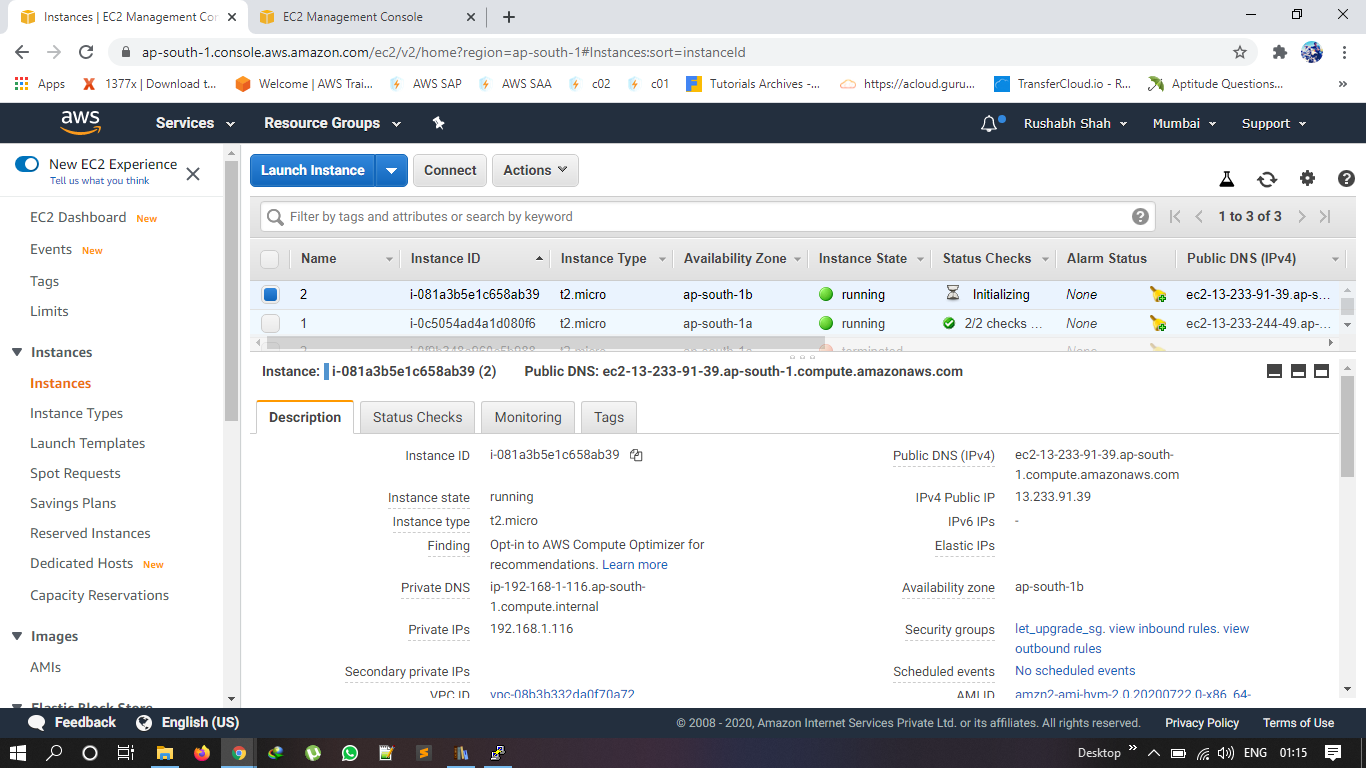 Instances | EC2 Management Con
EC2 Management Console
ap-south-1.console.aws.amazon.com/ec2/v2/home?region=ap-south-1#Instances:sort=instanceId
Apps
1377x | Download t...
Welcome | AWS Trai...
AWS SAP
AWS SAA
c02
c01
Tutorials Archives -...
https://acloud.guru...
TransferCloud.io - R...
Aptitude Questions...
aws
Services
Resource Groups
Rushabh Shah
Mumbai
Support
New EC2 Experience
Tell us what you think
EC2 Dashboard New
Events New
Tags
Limits
Instances
Instances
Instance Types
Launch Templates
Spot Requests
Savings Plans
Reserved Instances
Dedicated Hosts New
Capacity Reservations
Images
AMIs
Elastic Block Store
Launch Instance
Connect
Actions
Filter by tags and attributes or search by keyword
1 to 3 of 3
Name Instance ID Instance Type Availability Zone Instance State Status Checks Alarm Status Public DNS (IPv4)
2 i-081a3b5e1c658ab39 t2.micro ap-south-1b running Initializing None ec2-13-233-91-39.ap-s...
1 i-0c5054ad4a1d080f6 t2.micro ap-south-1a running 2/2 checks ... None ec2-13-233-244-49.ap-...
t2.micro ap-south-1a terminated None
Instance: i-081a3b5e1c658ab39 (2) Public DNS: ec2-13-233-91-39.ap-south-1.compute.amazonaws.com
Description
Status Checks
Monitoring
Tags
Instance ID i-081a3b5e1c658ab39
Instance state running
Instance type t2.micro
Finding Opt-in to AWS Compute Optimizer for
recommendations. Learn more
Private DNS ip-192-168-1-116.ap-south-
1.compute.internal
Private IPs 192.168.1.116
Secondary private IPs
VPC ID vpc-08b3b332da0f70a72
Public DNS (IPv4) ec2-13-233-91-39.ap-south-
1.compute.amazonaws.com
IPv4 Public IP 13.233.91.39
IPv6 IPs -
Elastic IPs
Availability zone ap-south-1b
Security groups let_upgrade_sg. view inbound rules. view
outbound rules
Scheduled events No scheduled events
AMI ID amzn2-ami-hvm-2.0.20200722.0-x86_64-
Feedback
English (US)
© 2008 - 2020, Amazon Internet Services Private Ltd. or its affiliates. All rights reserved.
Privacy Policy
Terms of Use
Desktop
ENG
01:15